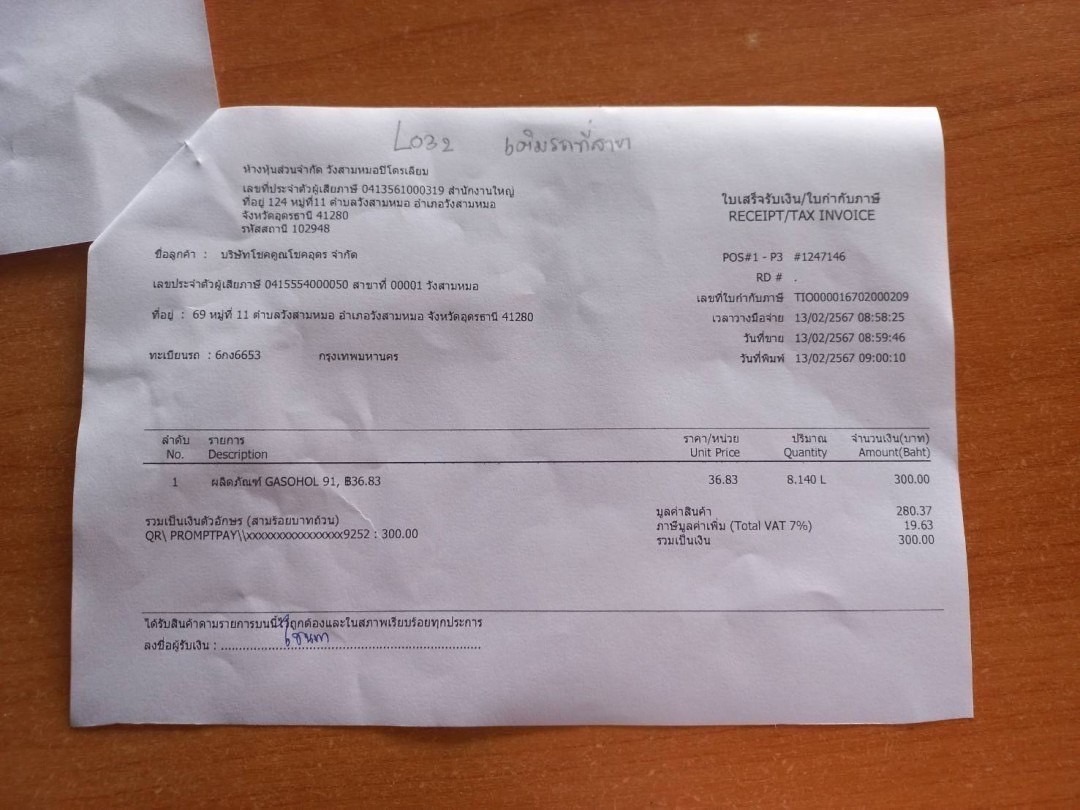 L032 เติมรถที่สาขา
ห้างหุ้นส่วนจำกัด วังสามหมอปิโตรเลียม
เลขที่ประจำตัวผู้เสียภาษี 0413561000319 สำนักงานใหญ่
ที่อยู่ 124 หมู่ที่11 ตำบลวังสามหมอ อำเภอวังสามหมอ
จังหวัดอุดรธานี 41280
รหัสสถานี 102948
ใบเสร็จรับเงิน/ใบกำกับภาษี
RECEIPT/TAX INVOICE
ชื่อลูกค้า : บริษัทโชคคูณโชคอุดร จำกัด
เลขประจำตัวผู้เสียภาษี 0415554000050 สาขาที่ 00001 วังสามหมอ
ที่อยู่ : 69 หมู่ที่ 11 ตำบลวังสามหมอ อำเภอวังสามหมอ จังหวัดอุดรธานี 41280
ทะเบียนรถ : 6กง6653 กรุงเทพมหานคร
POS#1 - P3 #1247146
RD # .
เลขที่ใบกำกับภาษี TIO000016702000209
เวลาวางมือจ่าย 13/02/2567 08:58:25
วันที่ขาย 13/02/2567 08:59:46
วันที่พิมพ์ 13/02/2567 09:00:10
ลำดับ รายการ ราคา/หน่วย ปริมาณ จำนวนเงิน(บาท)
No. Description Unit Price Quantity Amount(Baht)
1 ผลิตภัณฑ์ GASOHOL 91, ฿36.83 36.83 8.140 L 300.00
รวมเป็นเงินตัวอักษร (สามร้อยบาทถ้วน)
QR\ PROMPTPAY\\xxxxxxxxxxxxxxxx9252 : 300.00
มูลค่าสินค้า 280.37
ภาษีมูลค่าเพิ่ม (Total VAT 7%) 19.63
รวมเป็นเงิน 300.00
ได้รับสินค้าตามรายการบนนี้ไว้ถูกต้องและในสภาพเรียบร้อยทุกประการ
ลงชื่อผู้รับเงิน :